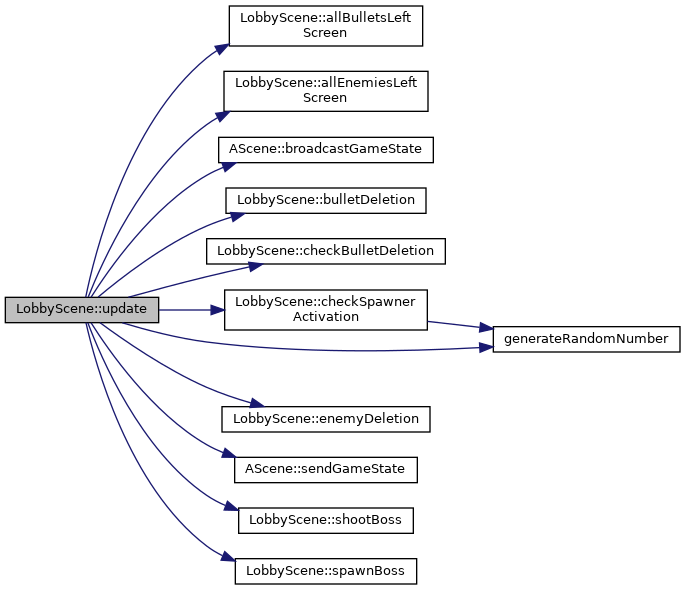 LobbyScene::allBulletsLeft
Screen
LobbyScene::allEnemiesLeft
Screen
AScene::broadcastGameState
LobbyScene::bulletDeletion
LobbyScene::checkBulletDeletion
LobbyScene::update
LobbyScene::checkSpawner
Activation
generateRandomNumber
LobbyScene::enemyDeletion
AScene::sendGameState
LobbyScene::shootBoss
LobbyScene::spawnBoss